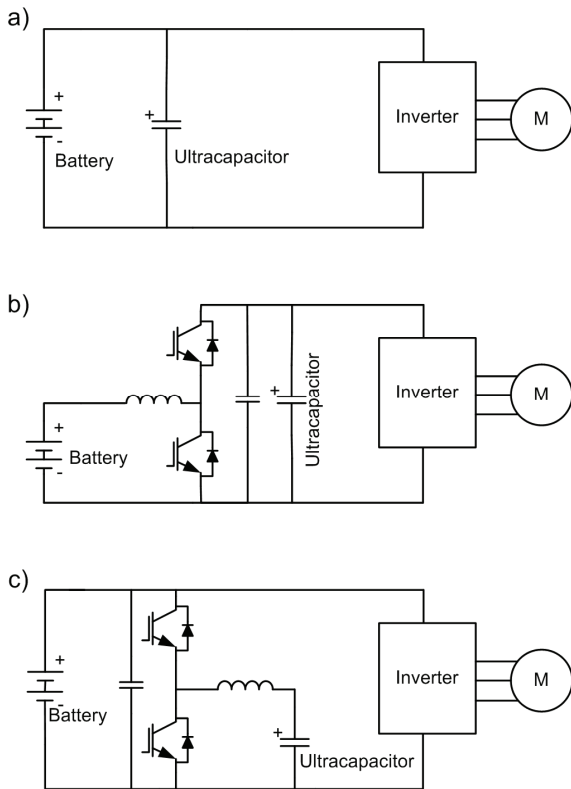 a)
+
-
Battery
+
Ultracapacitor
Inverter
M
b)
+
-
Battery
+
Ultracapacitor
Inverter
M
c)
+
-
Battery
+
Ultracapacitor
Inverter
M